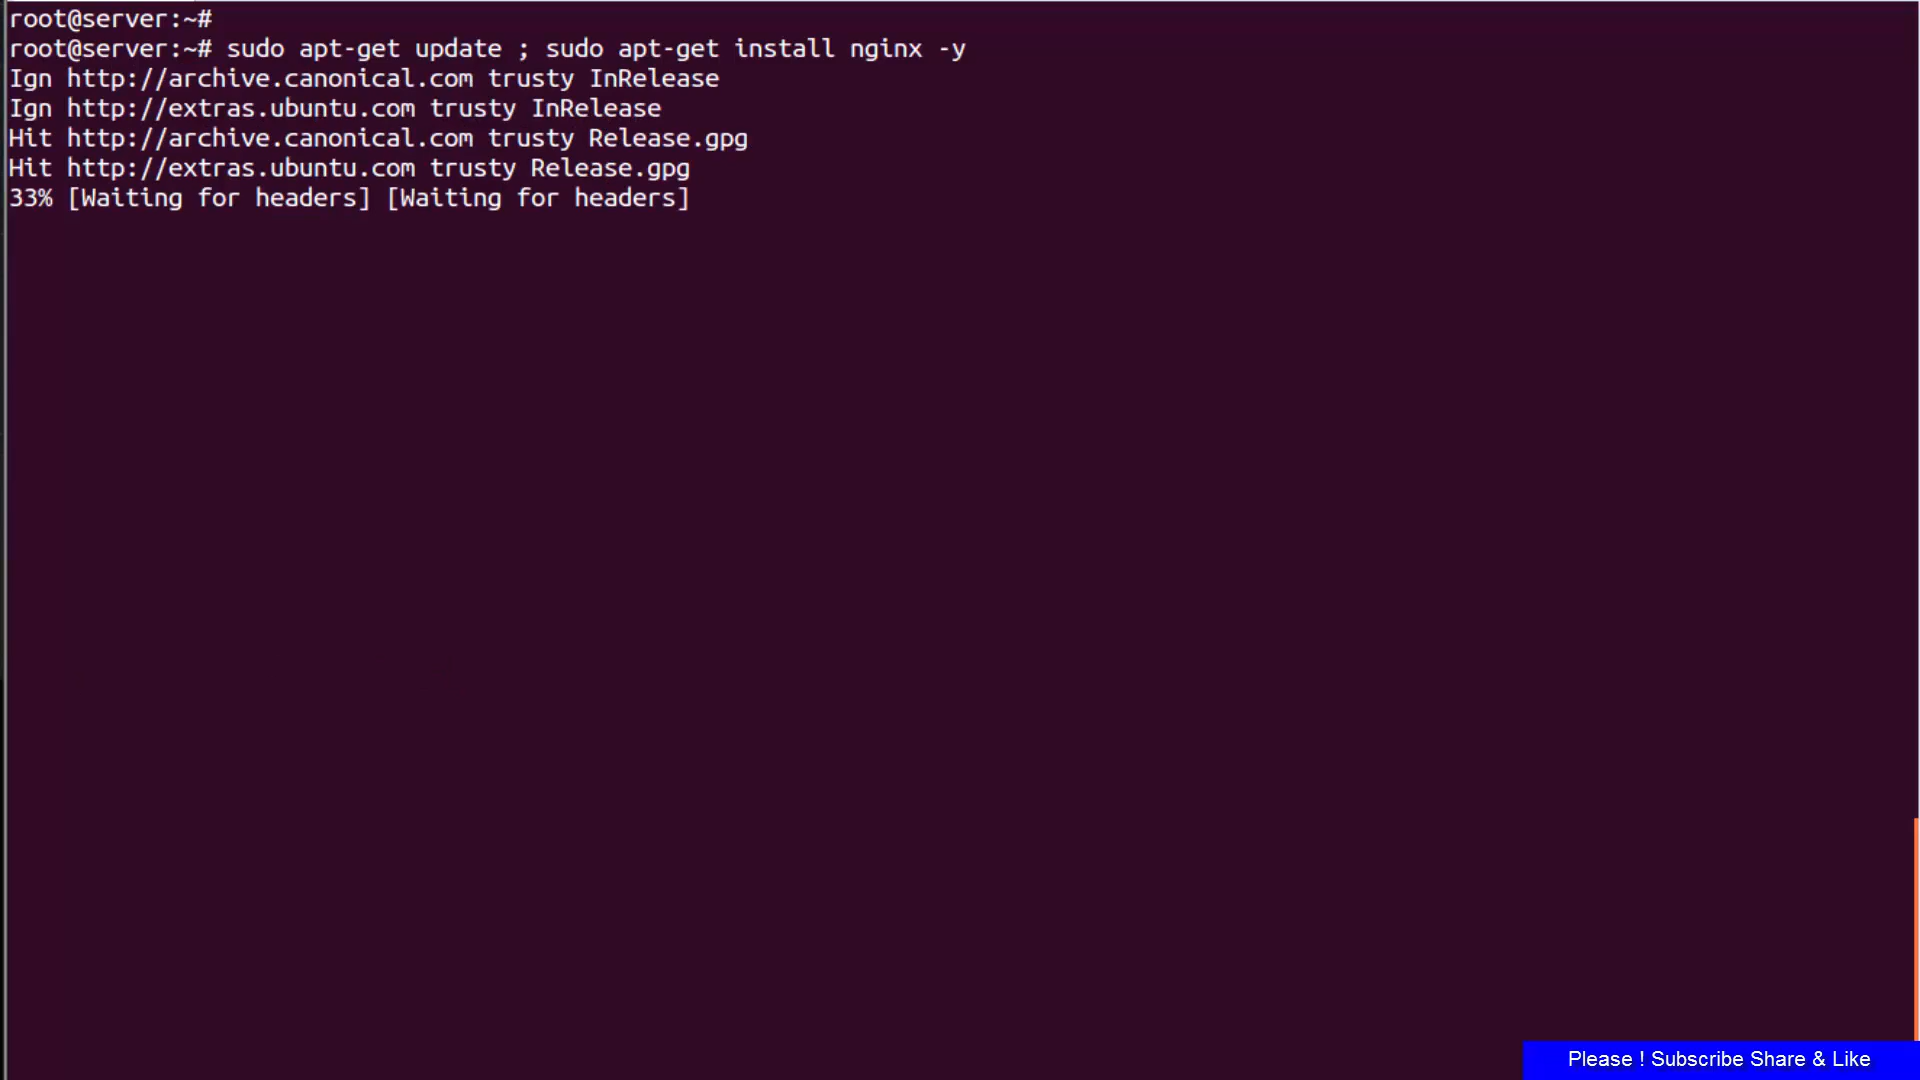 root@server:~#
root@server:~# sudo apt-get update ; sudo apt-get install nginx -y
Ign http://archive.canonical.com trusty InRelease
Ign http://extras.ubuntu.com trusty InRelease
Hit http://archive.canonical.com trusty Release.gpg
Hit http://extras.ubuntu.com trusty Release.gpg
33% [Waiting for headers] [Waiting for headers]
Please ! Subscribe Share & Like